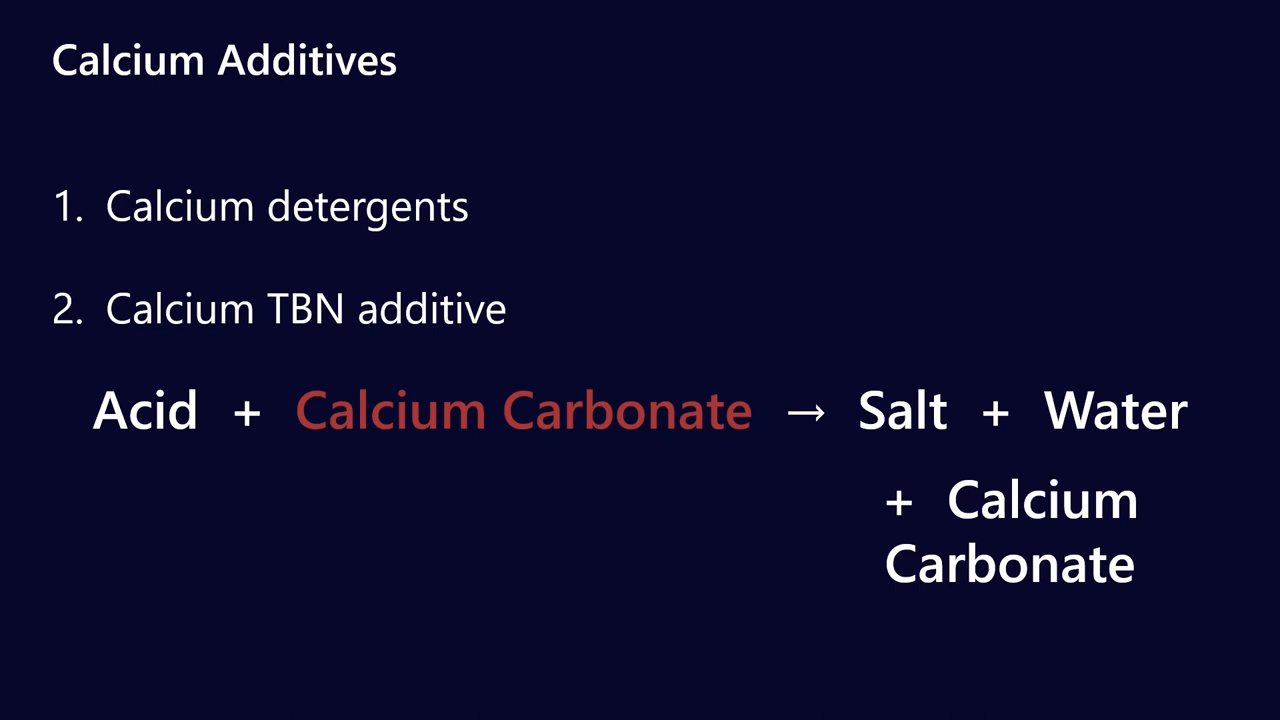 Calcium Additives
1. Calcium detergents
2. Calcium TBN additive
Acid + Calcium Carbonate → Salt + Water
+ Calcium
Carbonate